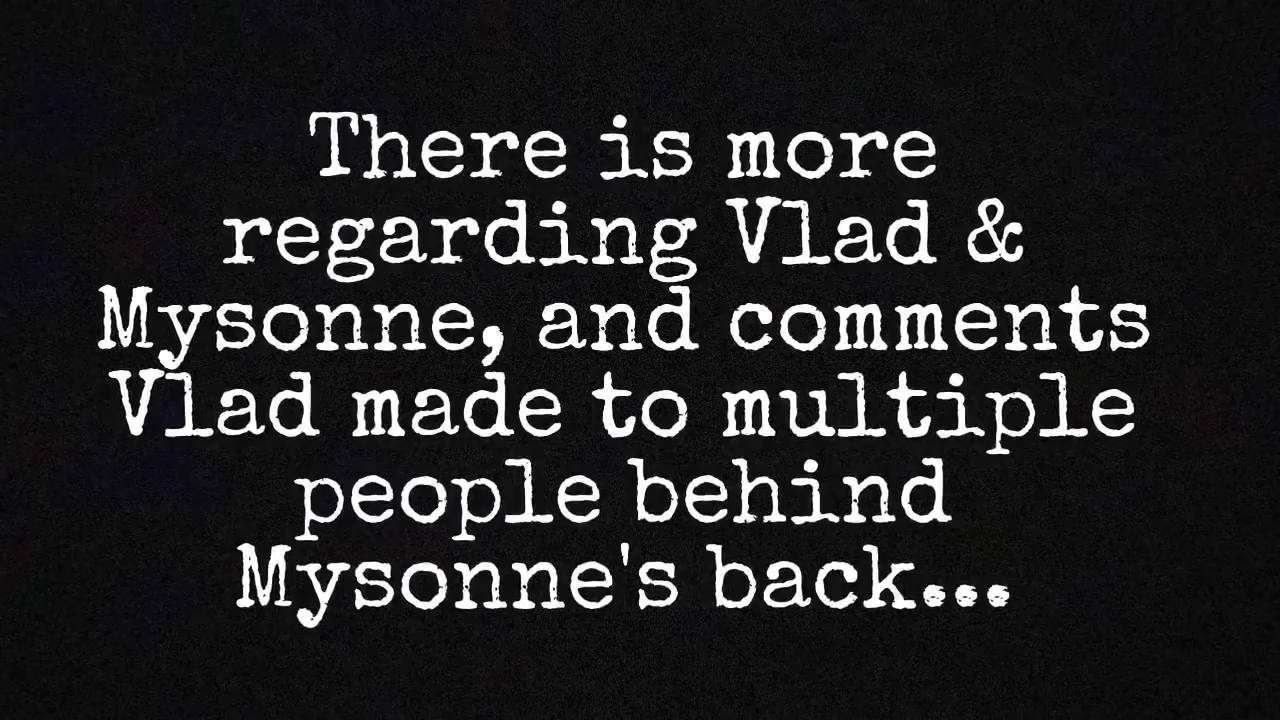 There is more
regarding Vlad &
Mysonne, and comments
Vlad made to multiple
people behind
Mysonne's back...